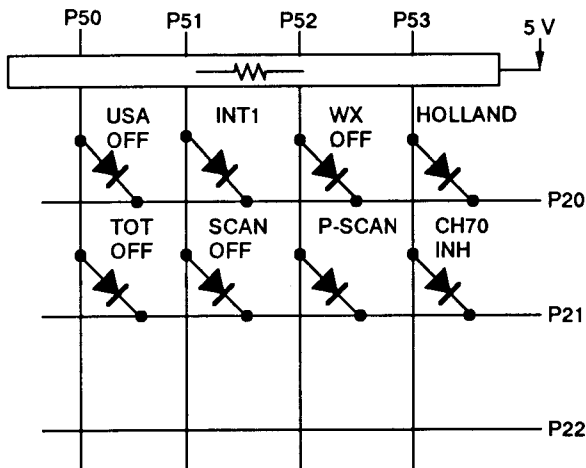 P50 P51 P52 P53
5 V
USA OFF
INT1
WX OFF
HOLLAND
P20
TOT OFF
SCAN OFF
P-SCAN
CH70 INH
P21
P22